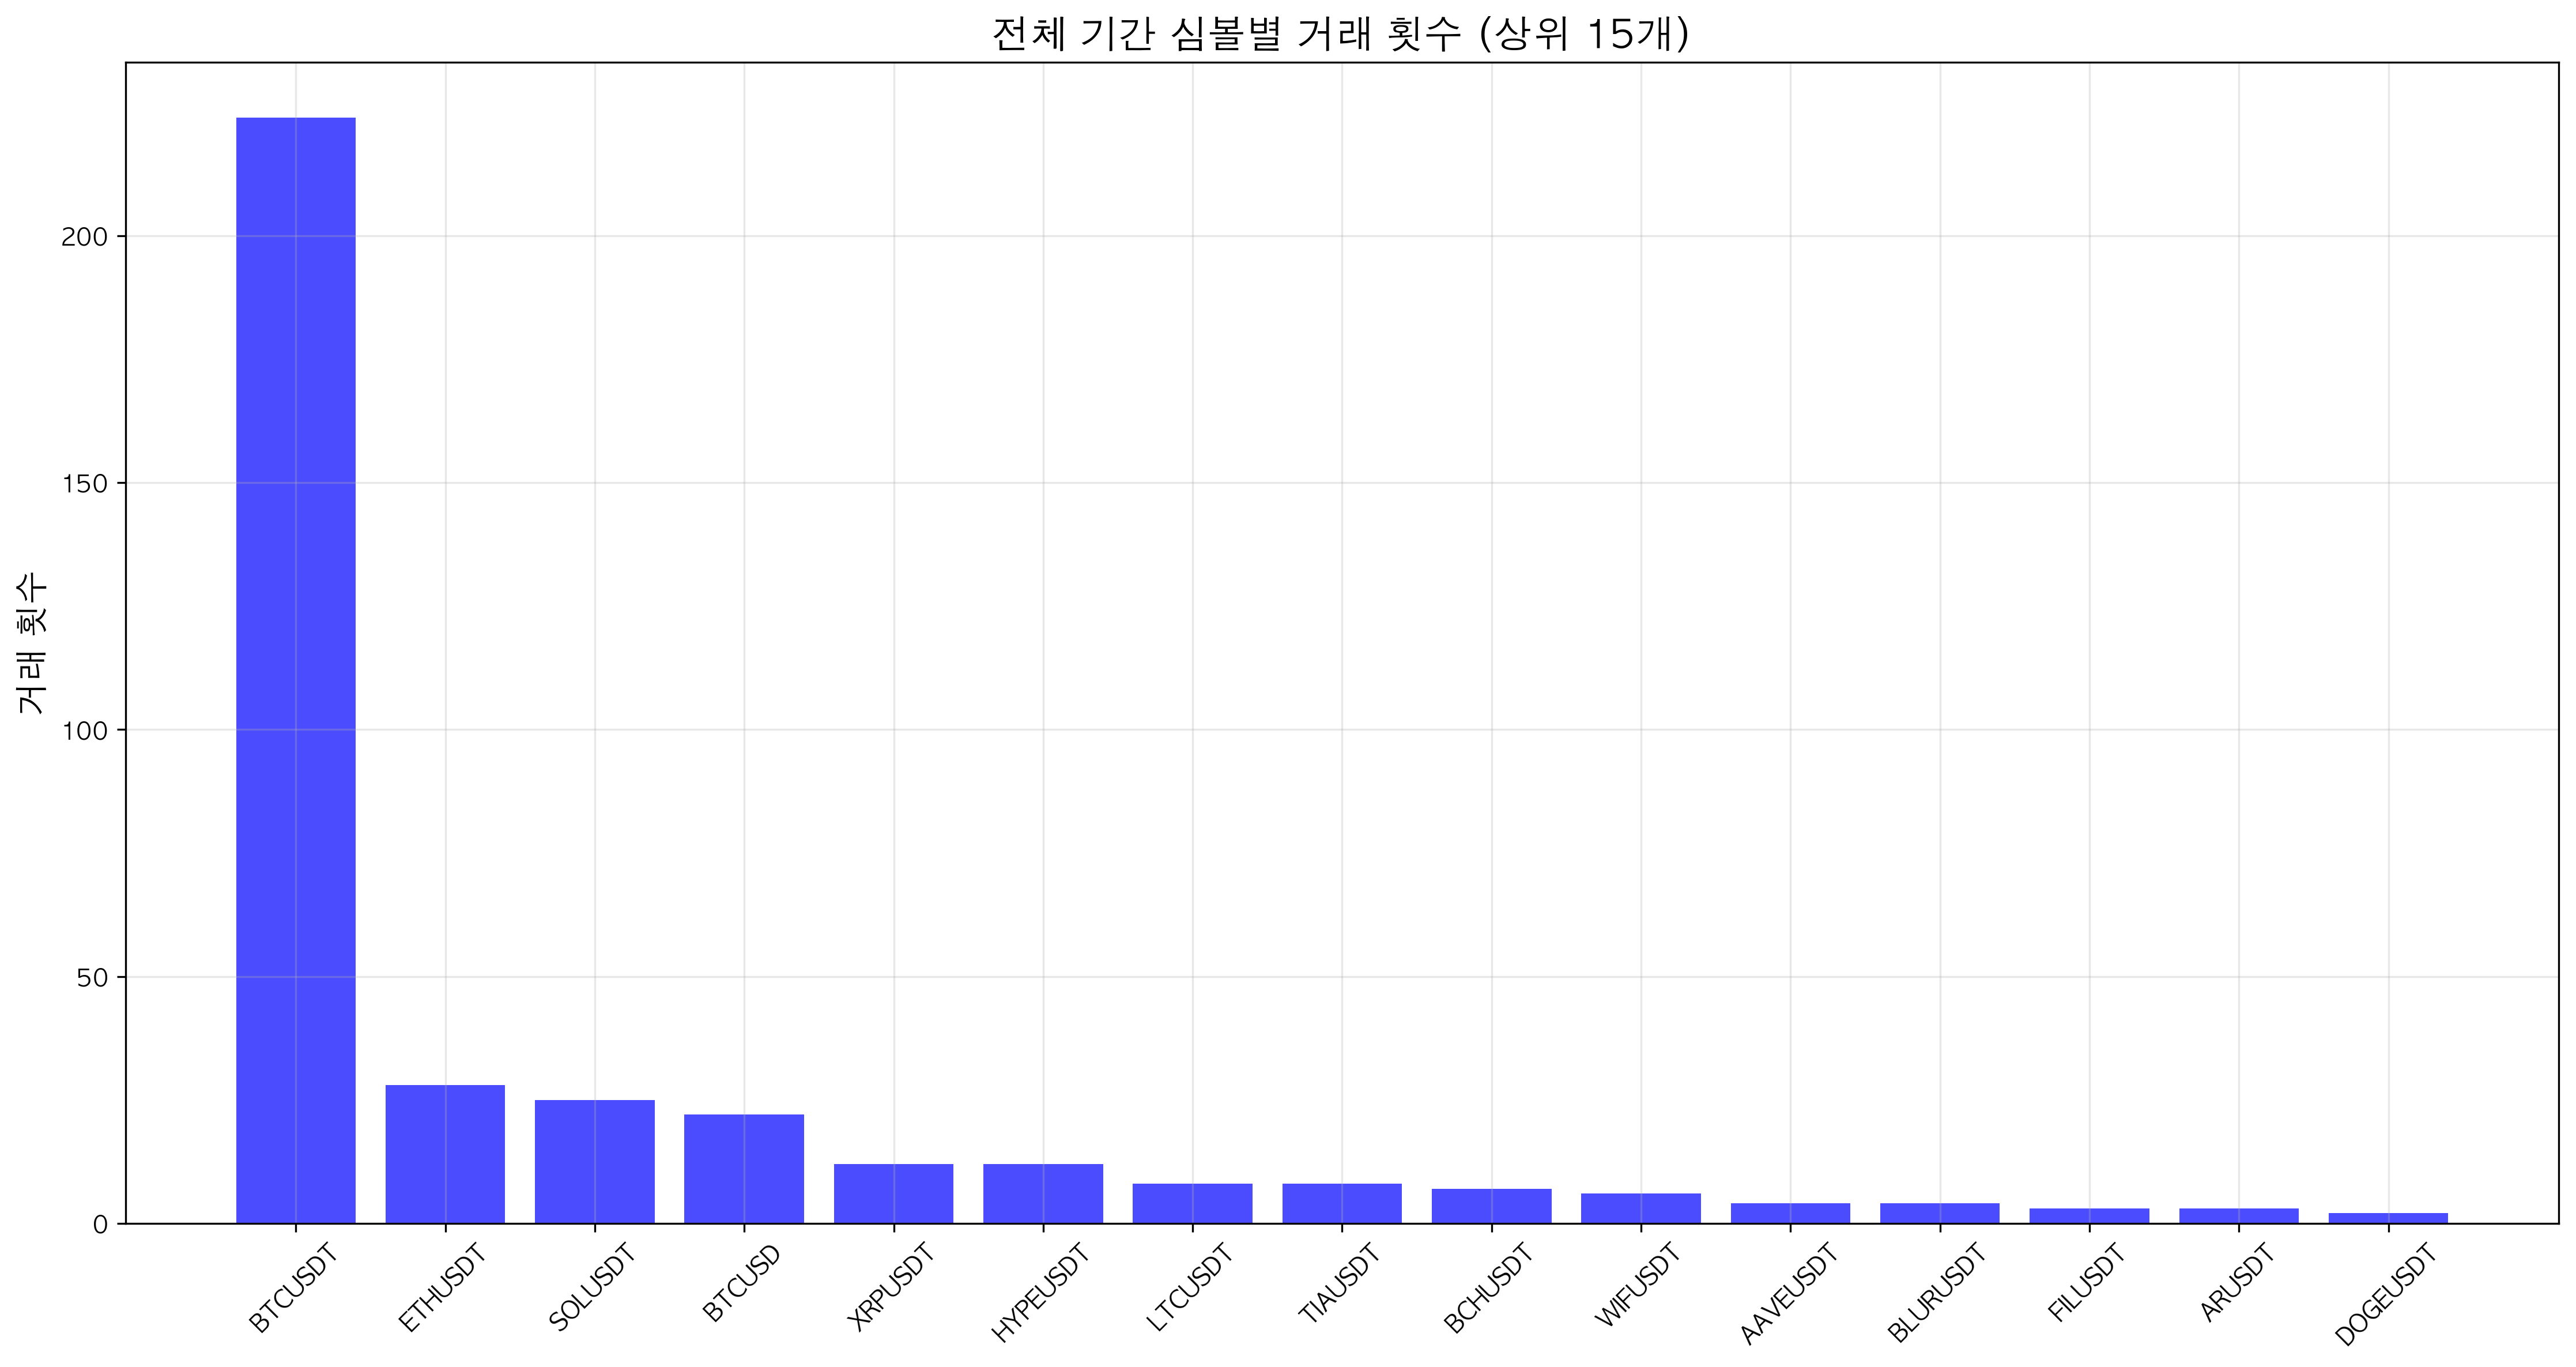 전체 기간 심볼별 거래 횟수 (상위 15개)
거래 횟수
200
150
100
50
0
BTCUSDT
ETHUSDT
SOLUSDT
BTCUSD
XRPUSDT
HYPEUSDT
LTCUSDT
TIAUSDT
BCHUSDT
WIFUSDT
AAVEUSDT
BLURUSDT
FILUSDT
ARUSDT
DOGEUSDT